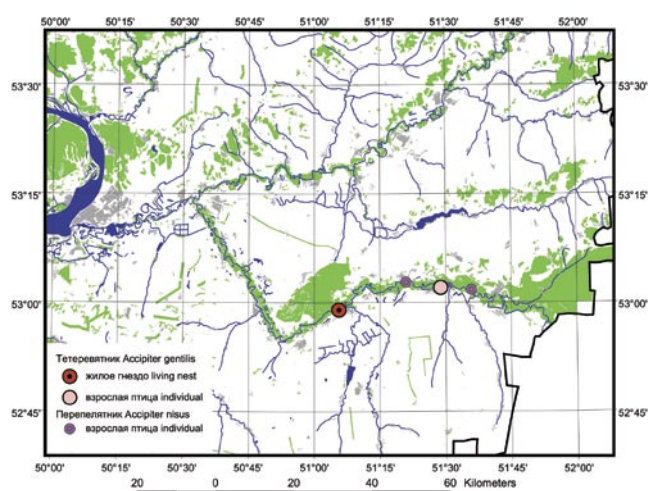 50°00' 50°15' 50°30' 50°45' 51°00' 51°15' 51°30' 51°45' 52°00'
53°30' 53°30'
53°15' 53°15'
53°00' 53°00'
Тетеревятник Accipiter gentilis
жилое гнездо living nest
взрослая птица individual
Перепелятник Accipiter nisus
взрослая птица individual
52°45' 52°45'
50°00' 50°15' 50°30' 50°45' 51°00' 51°15' 51°30' 51°45' 52°00'
20 0 20 40 60 Kilometers